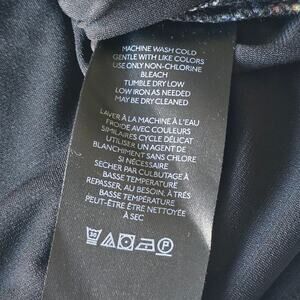 MACHINE WASH COLD
GENTLE WITH LIKE COLORS
USE ONLY NON-CHLORINE
BLEACH
TUMBLE DRY LOW
LOW IRON AS NEEDED
MAY BE DRY CLEANED
LAVER À LA MACHINE À L'EAU
FROIDE AVEC COULEURS
SIMILAIRES CYCLE DÉLICAT
UTILISER UN AGENT DE
BLANCHIMENT SANS CHLORE
SI NÉCESSAIRE
SECHER PAR CULBUTAGE À
BASSE TEMPÉRATURE
REPASSER, AU BESOIN, À TRÈS
BASSE TEMPÉRATURE
PEUT-ÊTRE ÊTRE NETTOYÉE
À SEC
30 P